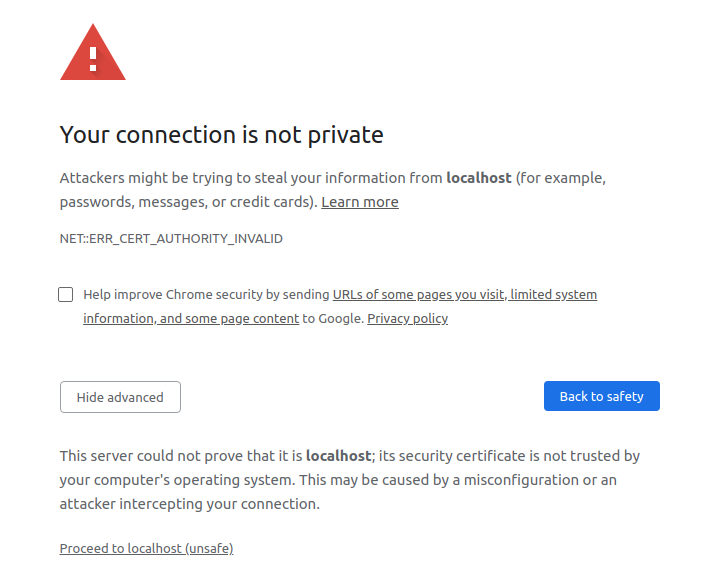 Your connection is not private
Attackers might be trying to steal your information from localhost (for example,
passwords, messages, or credit cards). Learn more
NET::ERR_CERT_AUTHORITY_INVALID
Help improve Chrome security by sending URLs of some pages you visit, limited system
information, and some page content to Google. Privacy policy
Hide advanced
Back to safety
This server could not prove that it is localhost; its security certificate is not trusted by
your computer's operating system. This may be caused by a misconfiguration or an
attacker intercepting your connection.
Proceed to localhost (unsafe)